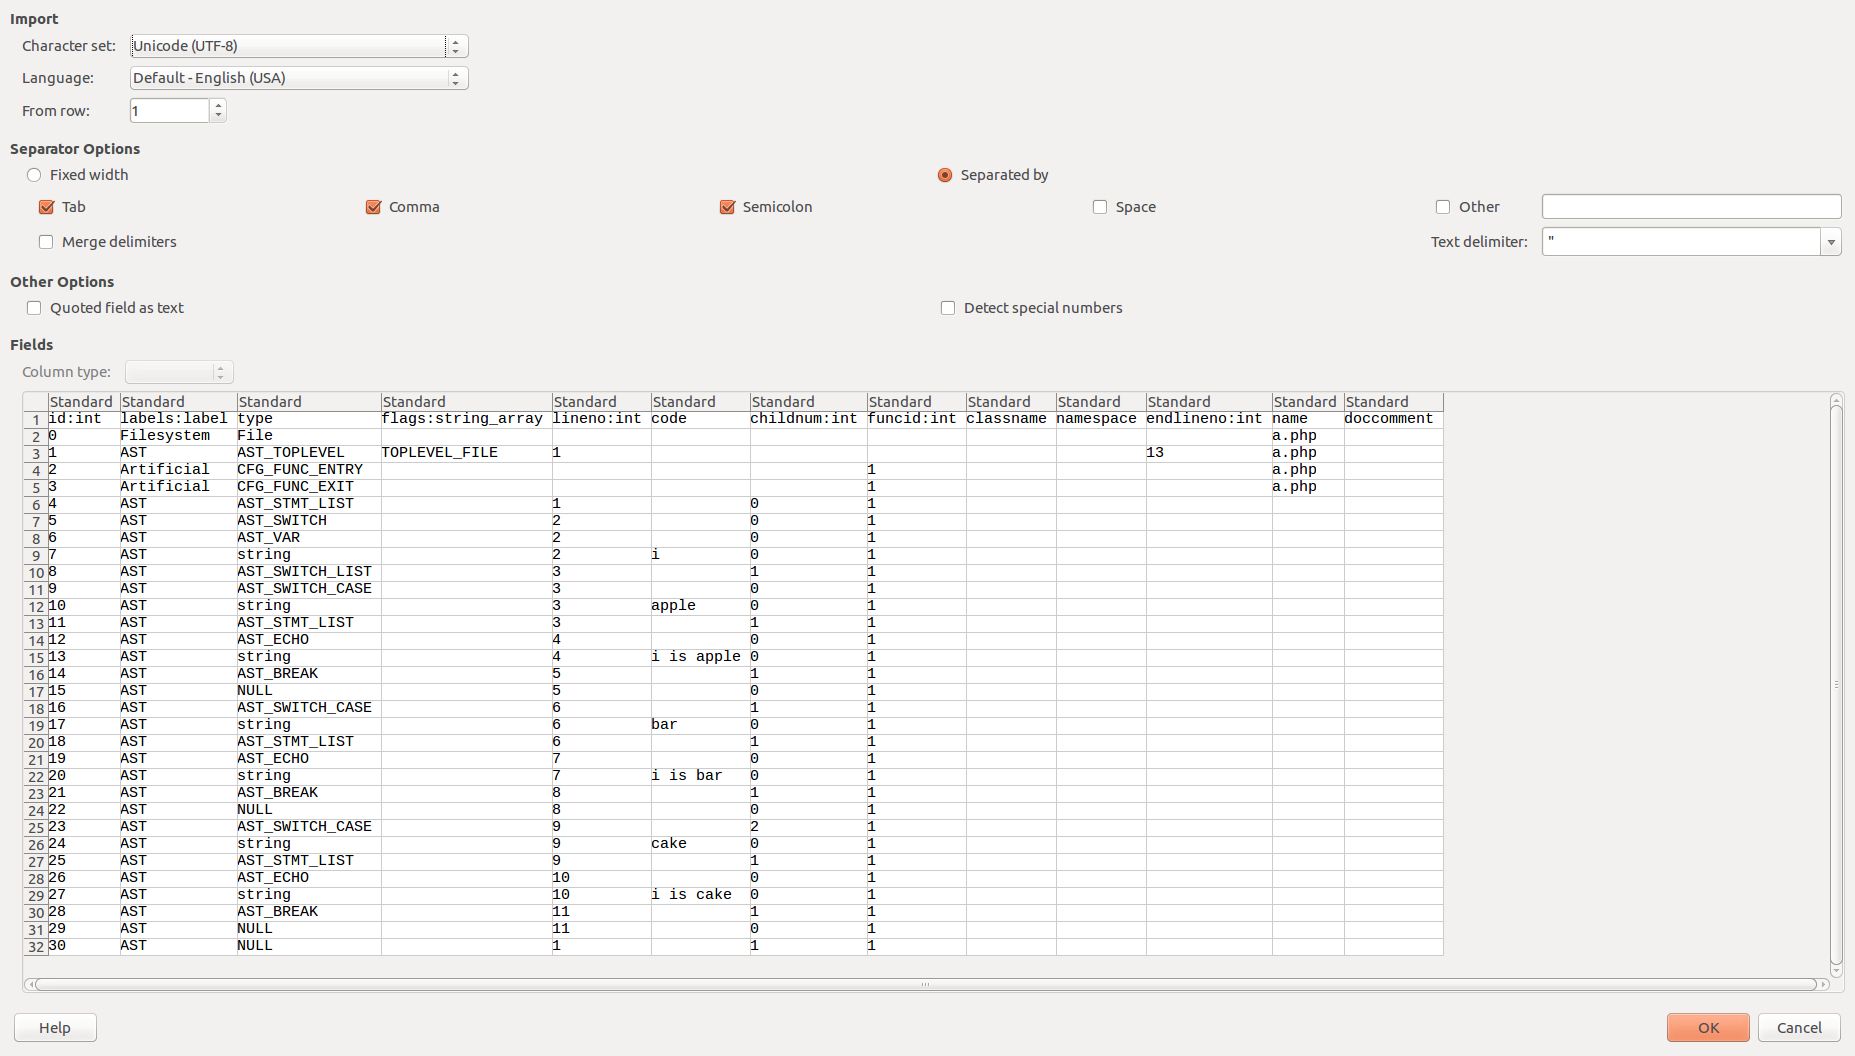 Import
Character set: Unicode (UTF-8)
Language: Default - English (USA)
From row: 1
Separator Options
Fixed width Separated by
Tab Comma Semicolon Space Other
Merge delimiters Text delimiter: "
Other Options
Quoted field as text Detect special numbers
Fields
Column type:
Standard Standard Standard Standard Standard Standard Standard Standard Standard Standard Standard Standard Standard
1 id:int labels:label type flags:string_array lineno:int code childnum:int funcid:int classname namespace endlineno:int name doccomment
2 0 Filesystem File a.php
3 1 AST AST_TOPLEVEL TOPLEVEL_FILE 1 13 a.php
4 2 Artificial CFG_FUNC_ENTRY 1 a.php
5 3 Artificial CFG_FUNC_EXIT 1 a.php
6 4 AST AST_STMT_LIST 1 0 1
7 5 AST AST_SWITCH 2 0 1
8 6 AST AST_VAR 2 0 1
9 7 AST string 2 i 0 1
10 8 AST AST_SWITCH_LIST 3 1 1
11 9 AST AST_SWITCH_CASE 3 0 1
12 10 AST string 3 apple 0 1
13 11 AST AST_STMT_LIST 3 1 1
14 12 AST AST_ECHO 4 0 1
15 13 AST string 4 i is apple 0 1
16 14 AST AST_BREAK 5 1 1
17 15 AST NULL 5 0 1
18 16 AST AST_SWITCH_CASE 6 1 1
19 17 AST string 6 bar 0 1
20 18 AST AST_STMT_LIST 6 1 1
21 19 AST AST_ECHO 7 0 1
22 20 AST string 7 i is bar 0 1
23 21 AST AST_BREAK 8 1 1
24 22 AST NULL 8 0 1
25 23 AST AST_SWITCH_CASE 9 2 1
26 24 AST string 9 cake 0 1
27 25 AST AST_STMT_LIST 9 1 1
28 26 AST AST_ECHO 10 0 1
29 27 AST string 10 i is cake 0 1
30 28 AST AST_BREAK 11 1 1
31 29 AST NULL 11 0 1
32 30 AST NULL 1 1 1
Help OK Cancel